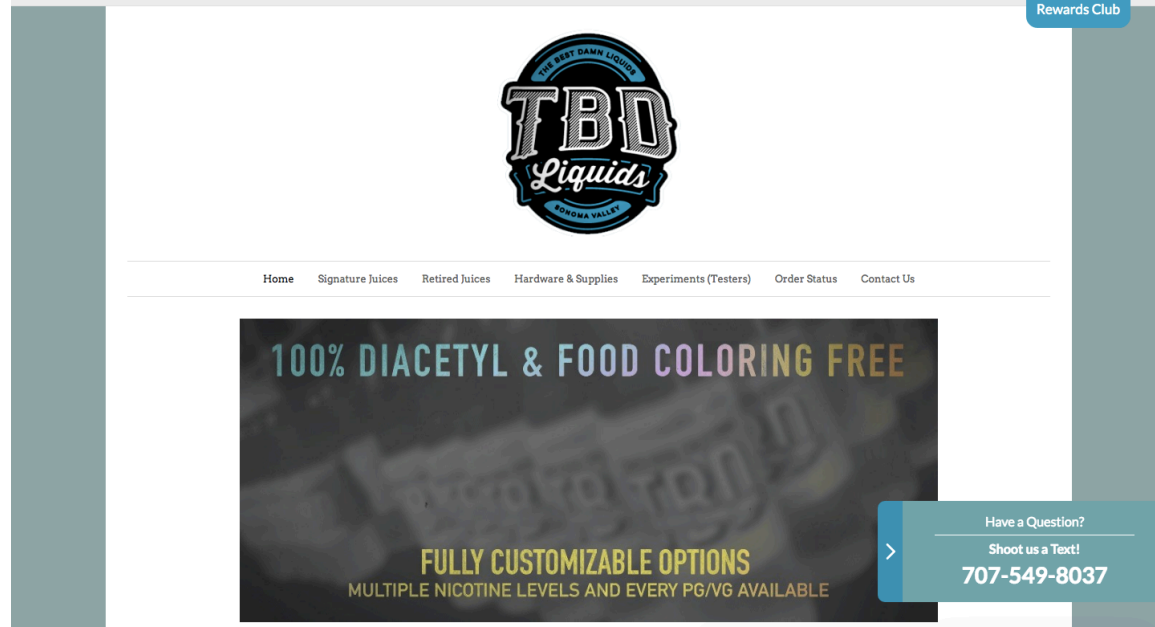 Rewards Club
THE BEST DAMN LIQUIDS
TBD
Liquids
SONOMA VALLEY
Home Signature Juices Retired Juices Hardware & Supplies Experiments (Testers) Order Status Contact Us
100% DIACETYL & FOOD COLORING FREE
TBD
FULLY CUSTOMIZABLE OPTIONS
MULTIPLE NICOTINE LEVELS AND EVERY PG/VG AVAILABLE
Have a Question?
Shoot us a Text!
707-549-8037